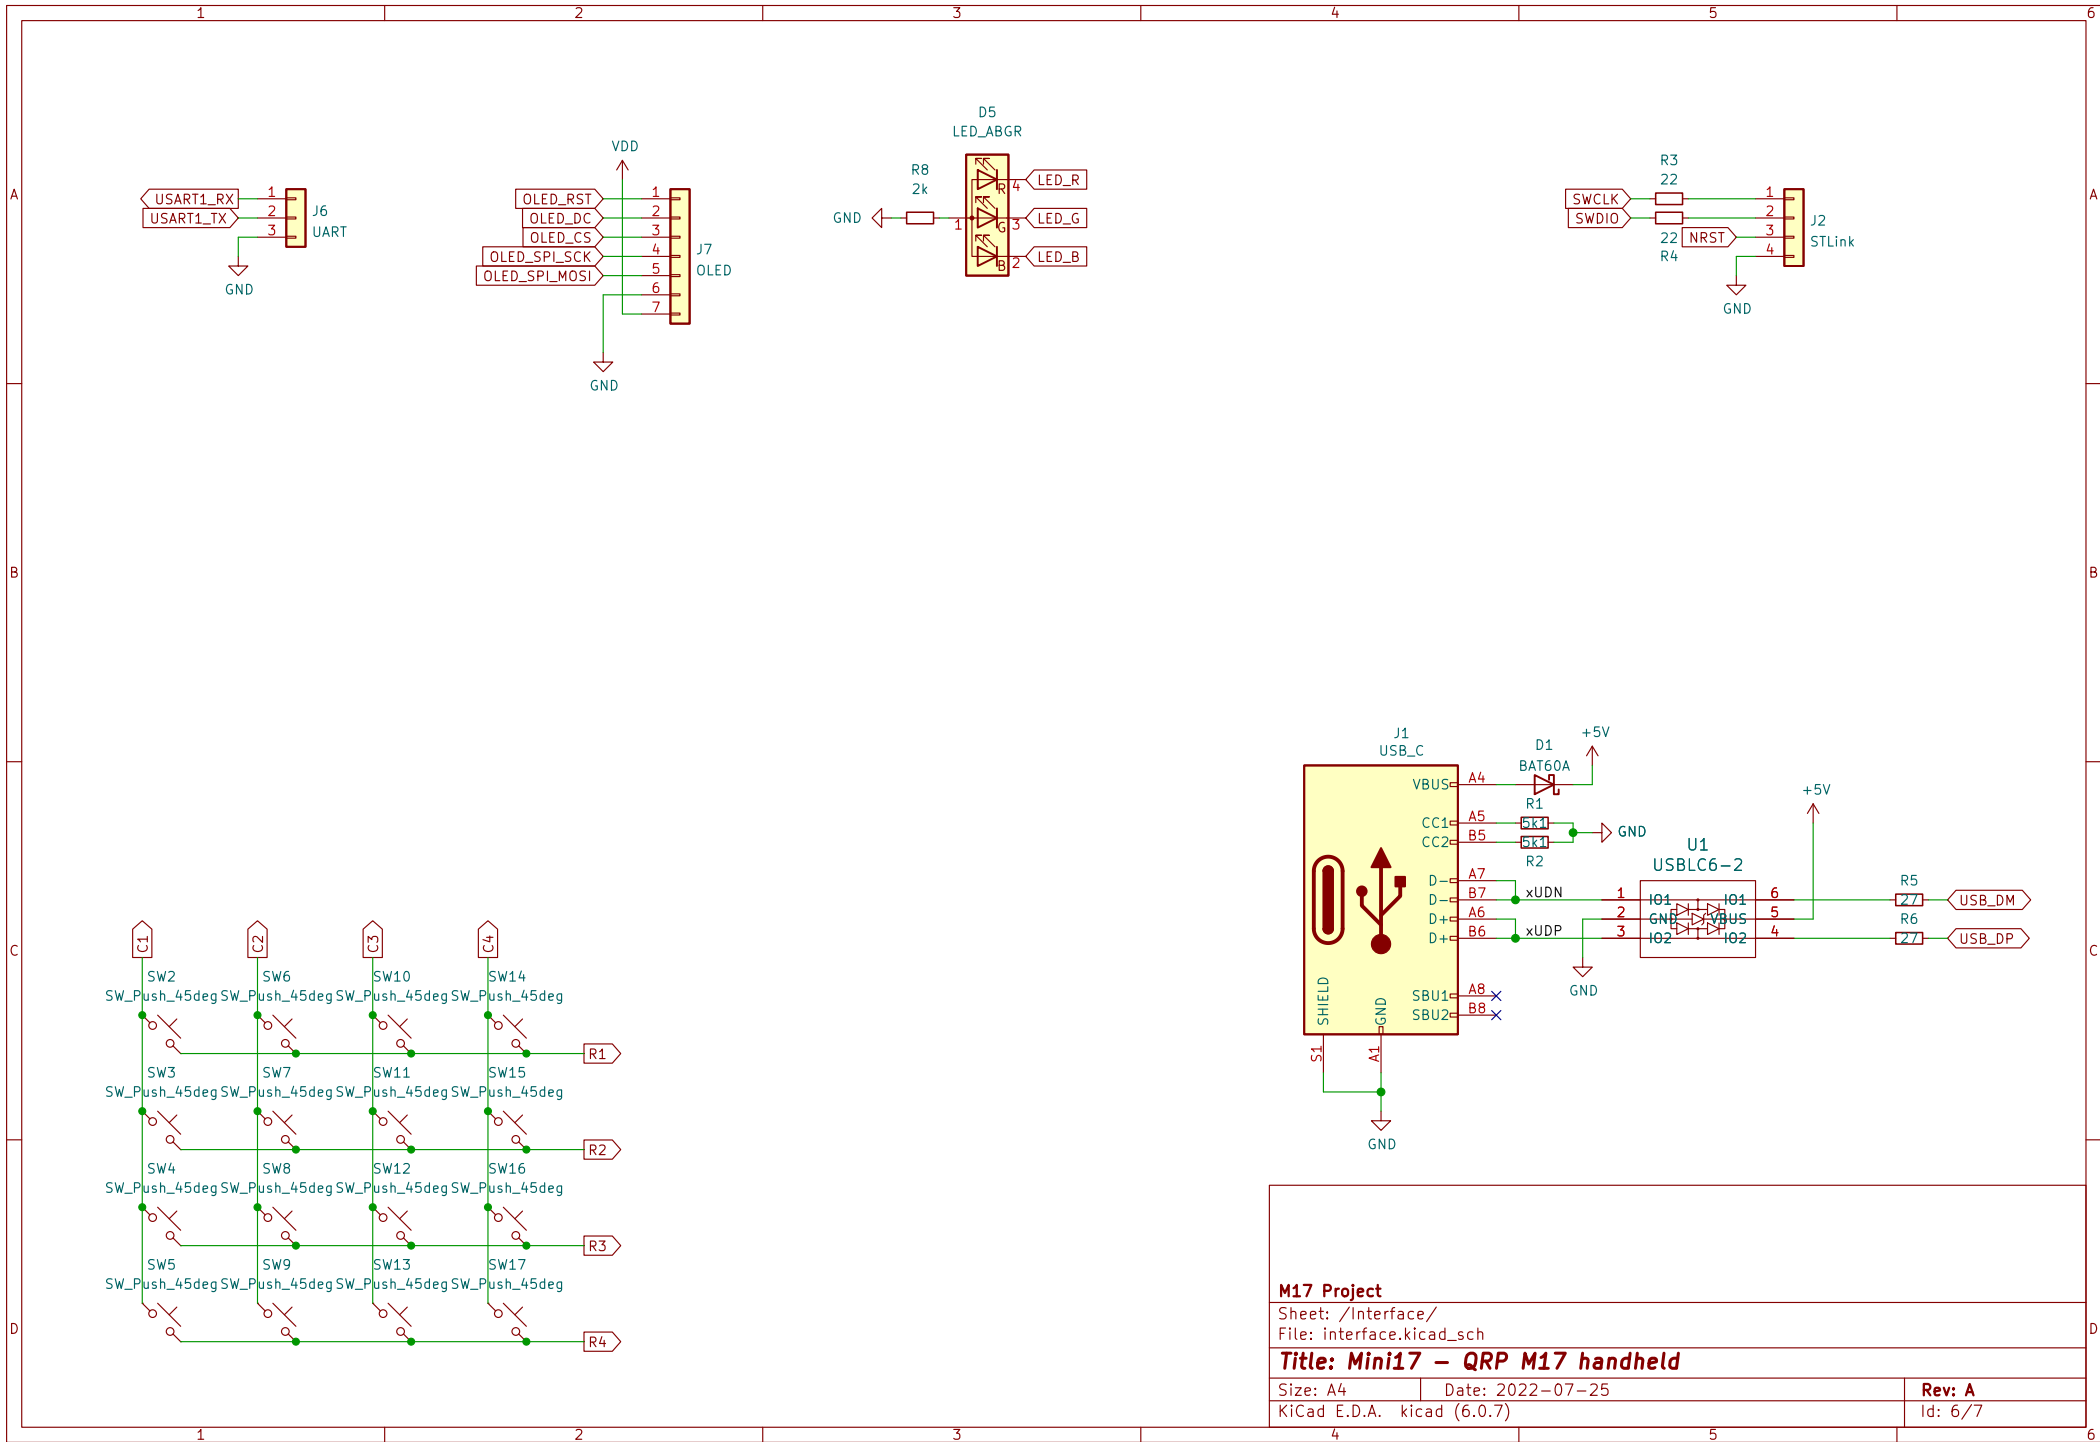 1 2 3 4 5 6
A
B
C
D
USART1_RX 1
USART1_TX 2
3
J6
UART
GND
VDD
OLED_RST 1
OLED_DC 2
OLED_CS 3
OLED_SPI_SCK 4
OLED_SPI_MOSI 5
6
7
J7
OLED
GND
D5
LED_ABGR
R8
2k
GND
1
R 4 LED_R
G 3 LED_G
B 2 LED_B
R3
22
SWCLK 1
SWDIO 2
22 NRST 3
R4 4
J2
STLink
GND
A
B
C
D
J1
USB_C
VBUS A4
CC1 A5
CC2 B5
D- A7
D- B7
D+ A6
D+ B6
SBU1 A8
SBU2 B8
SHIELD
GND
S1
A1
GND
D1
BAT60A
+5V
R1
5k1
5k1
R2
GND
xUDN
xUDP
+5V
U1
USBLC6-2
1 IO1 IO1 6
2 GND VBUS 5
3 IO2 IO2 4
GND
R5
27 USB_DM
R6
27 USB_DP
C1 C2 C3 C4
SW2 SW6 SW10 SW14
SW_Push_45deg SW_Push_45deg SW_Push_45deg SW_Push_45deg
R1
SW3 SW7 SW11 SW15
SW_Push_45deg SW_Push_45deg SW_Push_45deg SW_Push_45deg
R2
SW4 SW8 SW12 SW16
SW_Push_45deg SW_Push_45deg SW_Push_45deg SW_Push_45deg
R3
SW5 SW9 SW13 SW17
SW_Push_45deg SW_Push_45deg SW_Push_45deg SW_Push_45deg
R4
M17 Project
Sheet: /Interface/
File: interface.kicad_sch
Title: Mini17 - QRP M17 handheld
Size: A4 Date: 2022-07-25 Rev: A
KiCad E.D.A. kicad (6.0.7) Id: 6/7
1 2 3 4 5 6